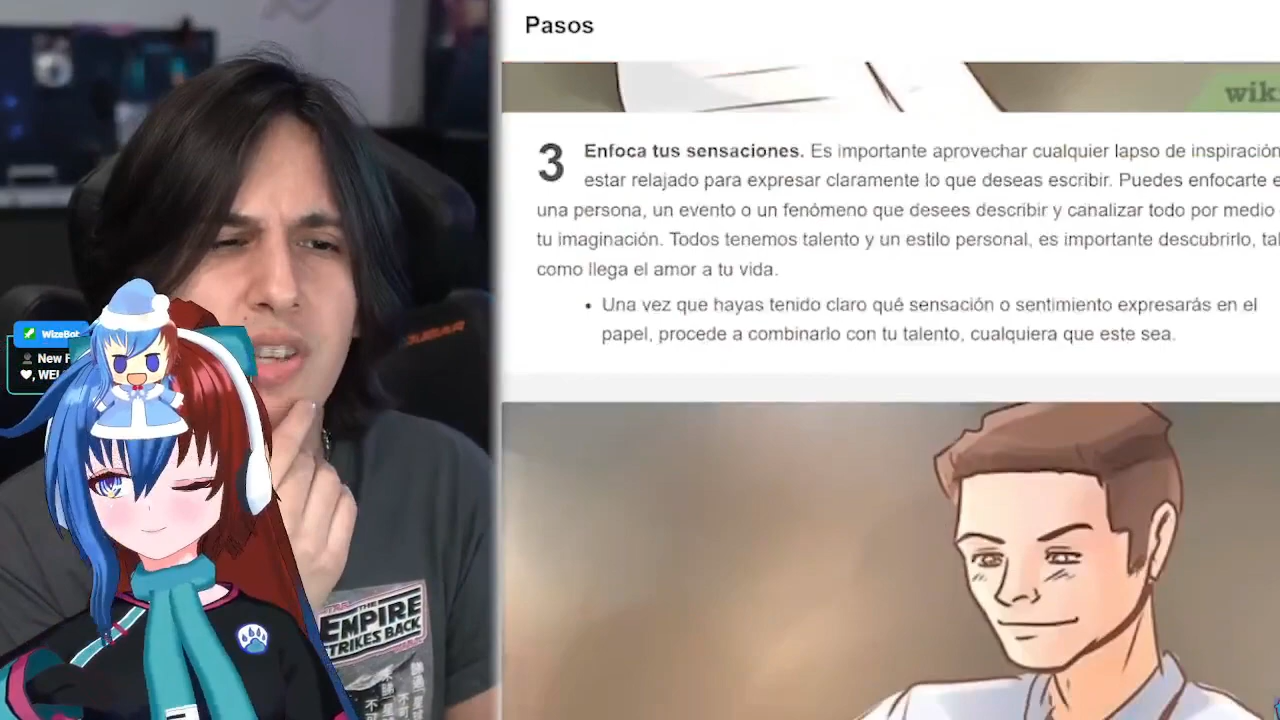 Pasos
wiki
3 Enfoca tus sensaciones. Es importante aprovechar cualquier lapso de inspiración
estar relajado para expresar claramente lo que deseas escribir. Puedes enfocarte e
una persona, un evento o un fenómeno que desees describir y canalizar todo por medio
tu imaginación. Todos tenemos talento y un estilo personal, es importante descubrirlo, tal
como llega el amor a tu vida.
• Una vez que hayas tenido claro qué sensación o sentimiento expresarás en el
papel, procede a combinarlo con tu talento, cualquiera que este sea.
WizeBot
New F
, WEL
THE
EMPIRE
STRIKES BACK